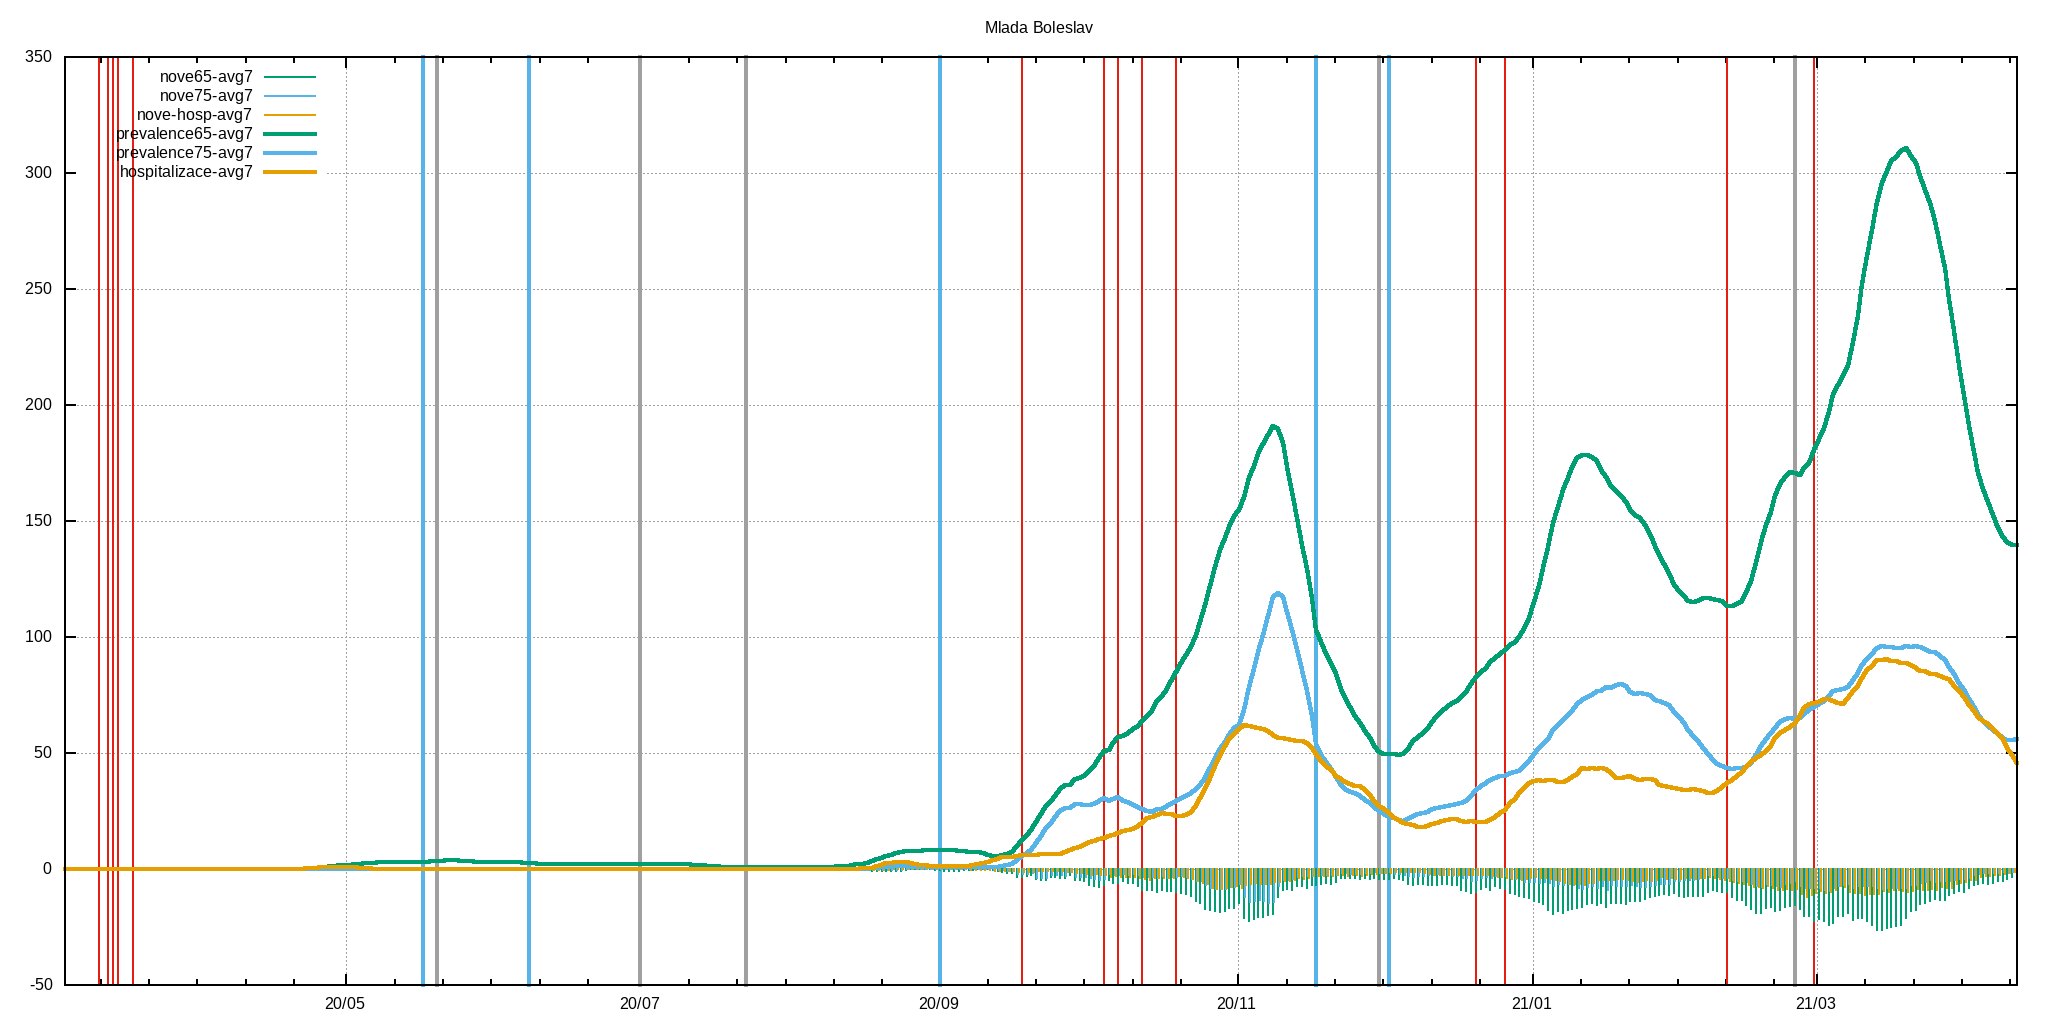 Mlada Boleslav
350
300
250
200
150
100
50
0
-50
nove65-avg7
nove75-avg7
nove-hosp-avg7
prevalence65-avg7
prevalence75-avg7
hospitalizace-avg7
20/05 20/07 20/09 20/11 21/01 21/03